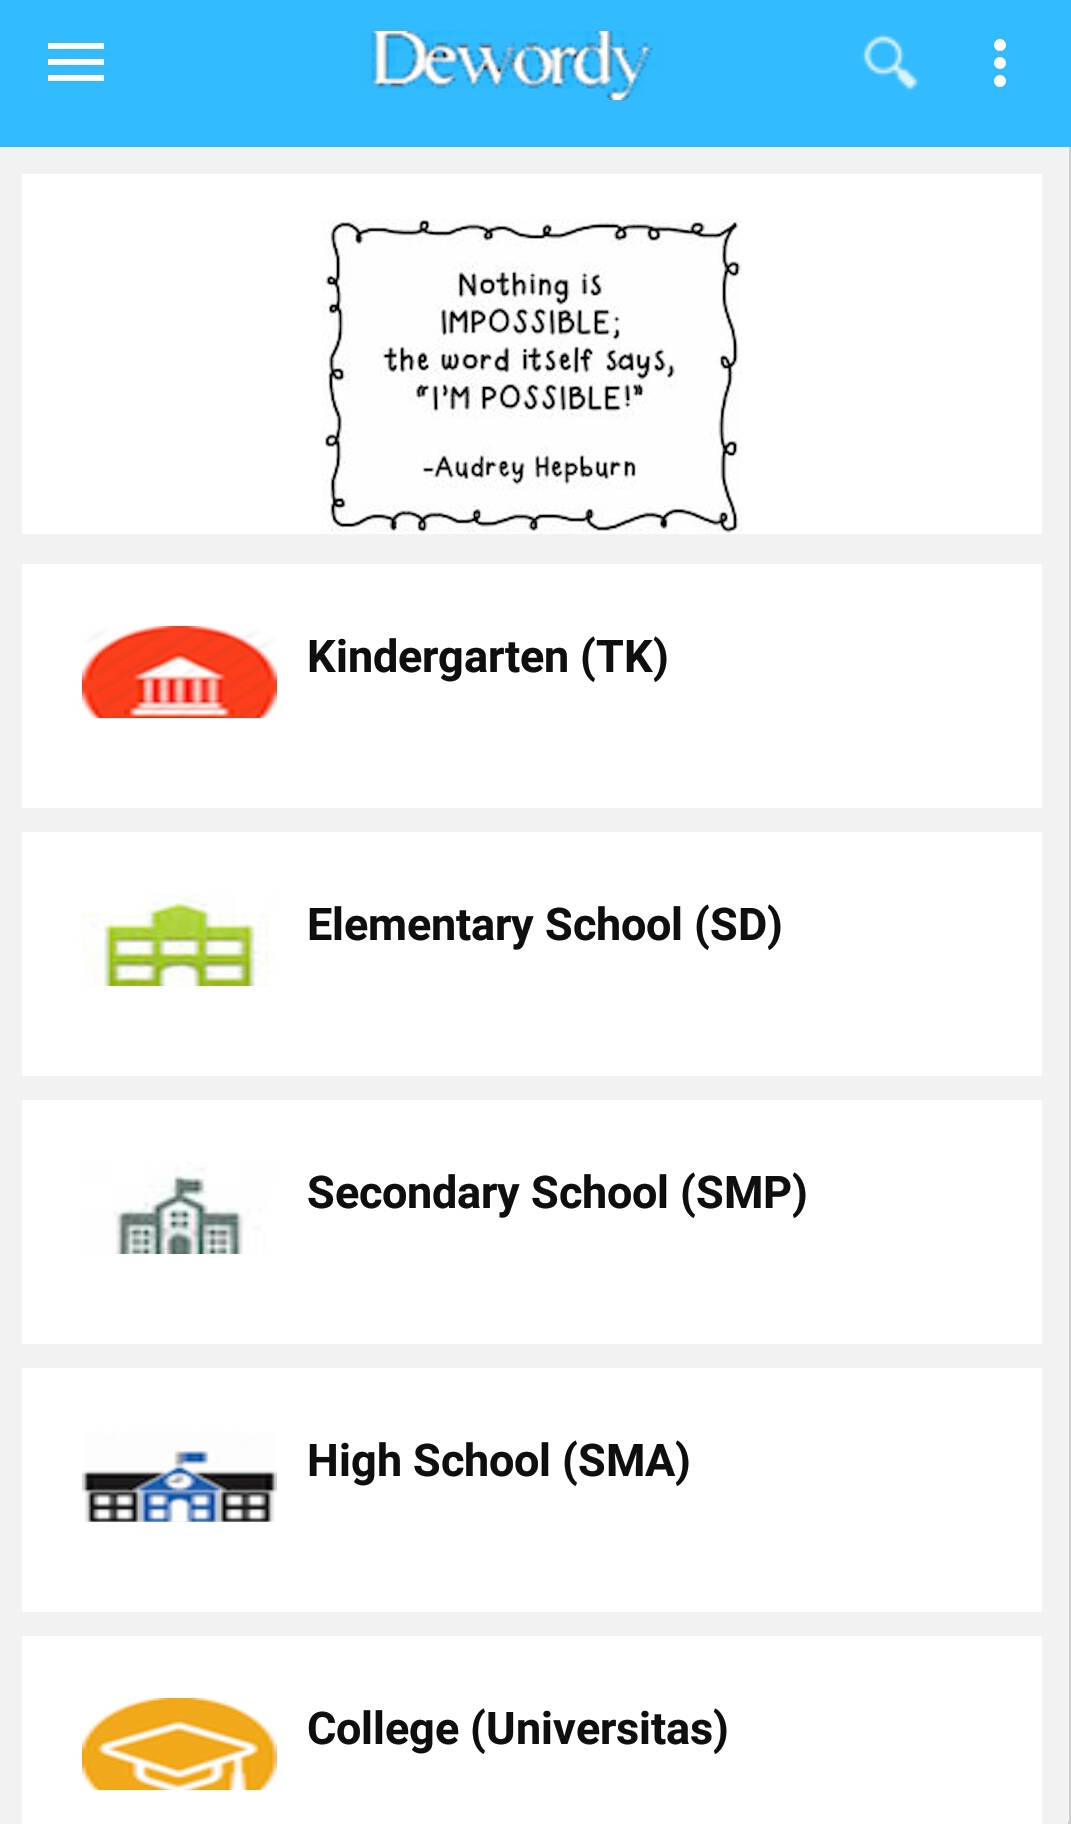 Dewordy
Nothing is
IMPOSSIBLE;
the word itself says,
“I'M POSSIBLE!”
-Audrey Hepburn
Kindergarten (TK)
Elementary School (SD)
Secondary School (SMP)
High School (SMA)
College (Universitas)